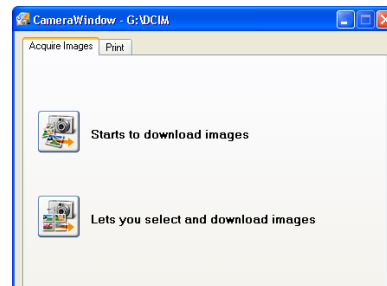 CameraWindow - G:\DCIM
Acquire Images Print
Starts to download images
Lets you select and download images